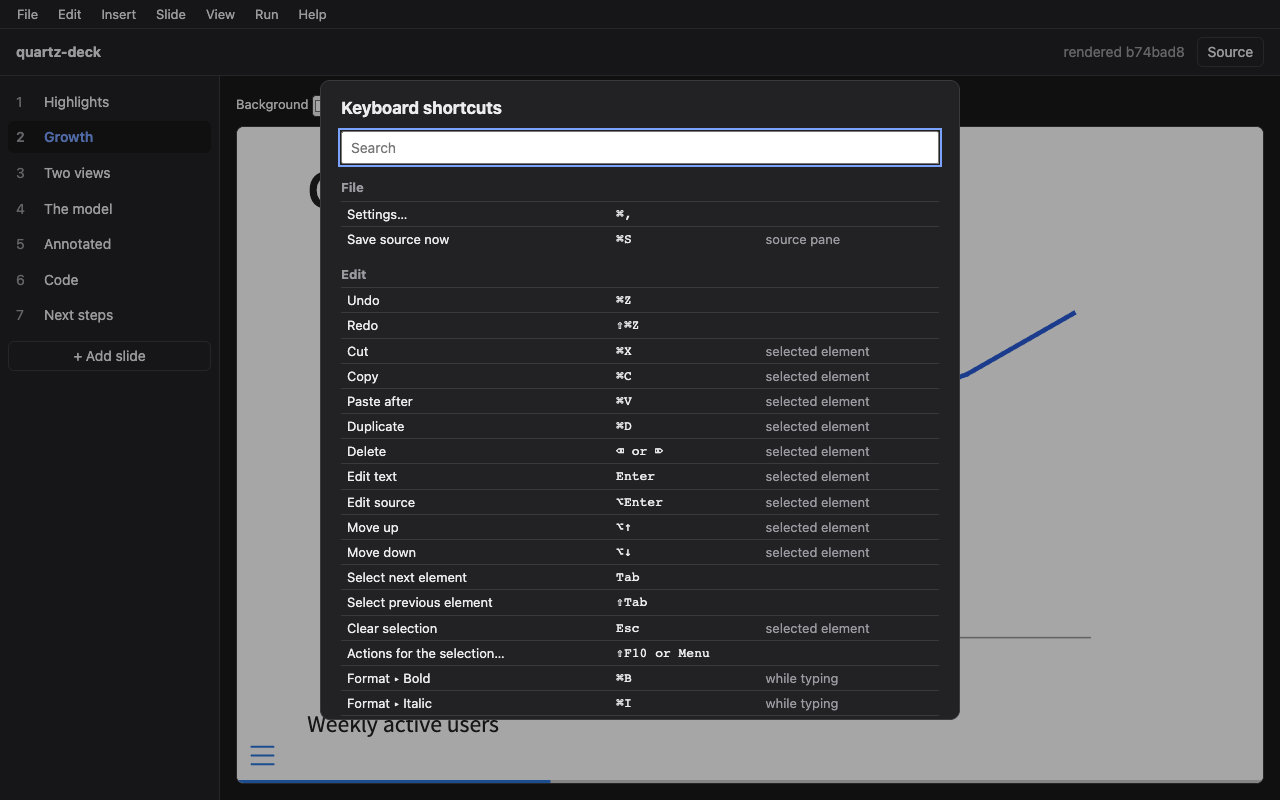 File Edit Insert Slide View Run Help
quartz-deck
rendered b74bad8 Source
1 Highlights
2 Growth
3 Two views
4 The model
5 Annotated
6 Code
7 Next steps
+ Add slide
Background
Keyboard shortcuts
Search
File
Settings... ⌘,
Save source now ⌘S source pane
Edit
Undo ⌘Z
Redo ⇧⌘Z
Cut ⌘X selected element
Copy ⌘C selected element
Paste after ⌘V selected element
Duplicate ⌘D selected element
Delete ⌫ or ⌦ selected element
Edit text Enter selected element
Edit source ⌥Enter selected element
Move up ⌥↑ selected element
Move down ⌥↓ selected element
Select next element Tab
Select previous element ⇧Tab
Clear selection Esc selected element
Actions for the selection... ⇧F10 or Menu
Format ▸ Bold ⌘B while typing
Format ▸ Italic ⌘I while typing
Weekly active users